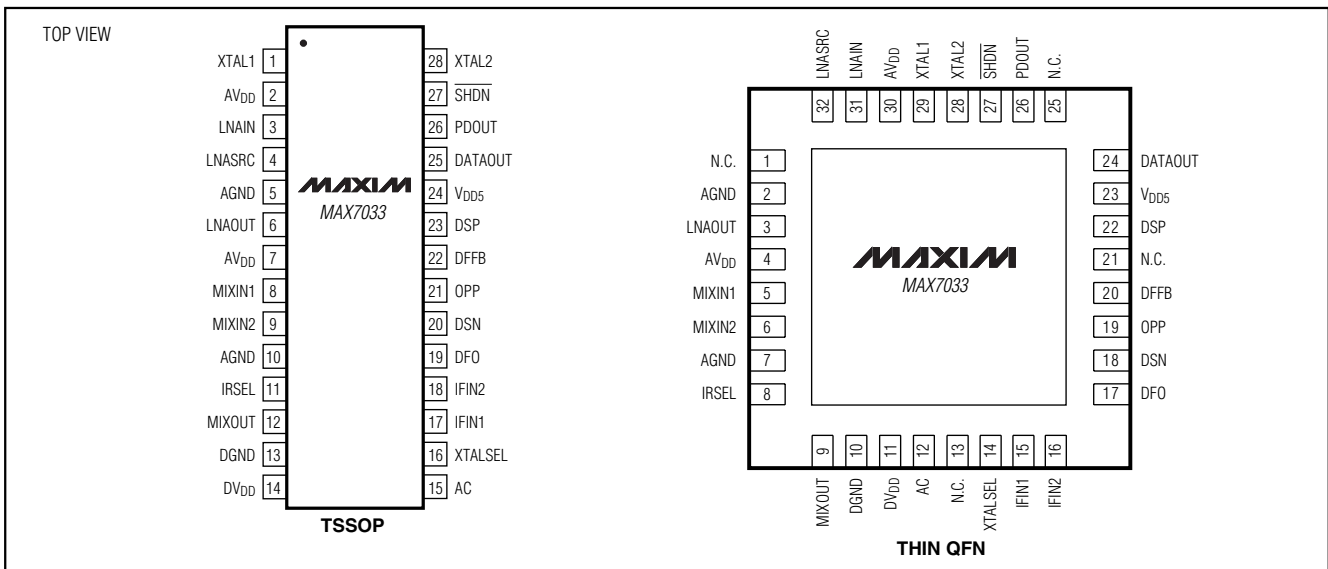 TOP VIEW
XTAL1 1
AVDD 2
LNAIN 3
LNASRC 4
AGND 5
LNAOUT 6
AVDD 7
MIXIN1 8
MIXIN2 9
AGND 10
IRSEL 11
MIXOUT 12
DGND 13
DVDD 14
MAXIM
MAX7033
28 XTAL2
27 SHDN
26 PDOUT
25 DATAOUT
24 VDD5
23 DSP
22 DFFB
21 OPP
20 DSN
19 DFO
18 IFIN2
17 IFIN1
16 XTALSEL
15 AC
TSSOP
LNASRC 32
LNAIN 31
AVDD 30
XTAL1 29
XTAL2 28
SHDN 27
PDOUT 26
N.C. 25
N.C. 1
AGND 2
LNAOUT 3
AVDD 4
MIXIN1 5
MIXIN2 6
AGND 7
IRSEL 8
MAXIM
MAX7033
24 DATAOUT
23 VDD5
22 DSP
21 N.C.
20 DFFB
19 OPP
18 DSN
17 DFO
9 MIXOUT
10 DGND
11 DVDD
12 AC
13 N.C.
14 XTALSEL
15 IFIN1
16 IFIN2
THIN QFN